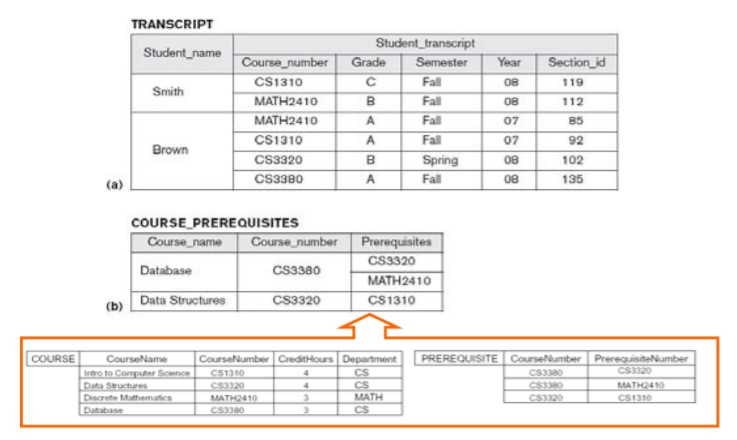 TRANSCRIPT
Student_name Student_transcript
Course_number Grade Semester Year Section_id
Smith CS1310 C Fall 08 119
MATH2410 B Fall 08 112
Brown MATH2410 A Fall 07 85
CS1310 A Fall 07 92
CS3320 B Spring 08 102
(a) CS3380 A Fall 08 135
COURSE_PREREQUISITES
Course_name Course_number Prerequisites
Database CS3380 CS3320
MATH2410
(b) Data Structures CS3320 CS1310
COURSE CourseName CourseNumber CreditHours Department
Intro to Computer Science CS1310 4 CS
Data Structures CS3320 4 CS
Discrete Mathematics MATH2410 3 MATH
Database CS3380 3 CS
PREREQUISITE CourseNumber PrerequisiteNumber
CS3380 CS3320
CS3380 MATH2410
CS3320 CS1310